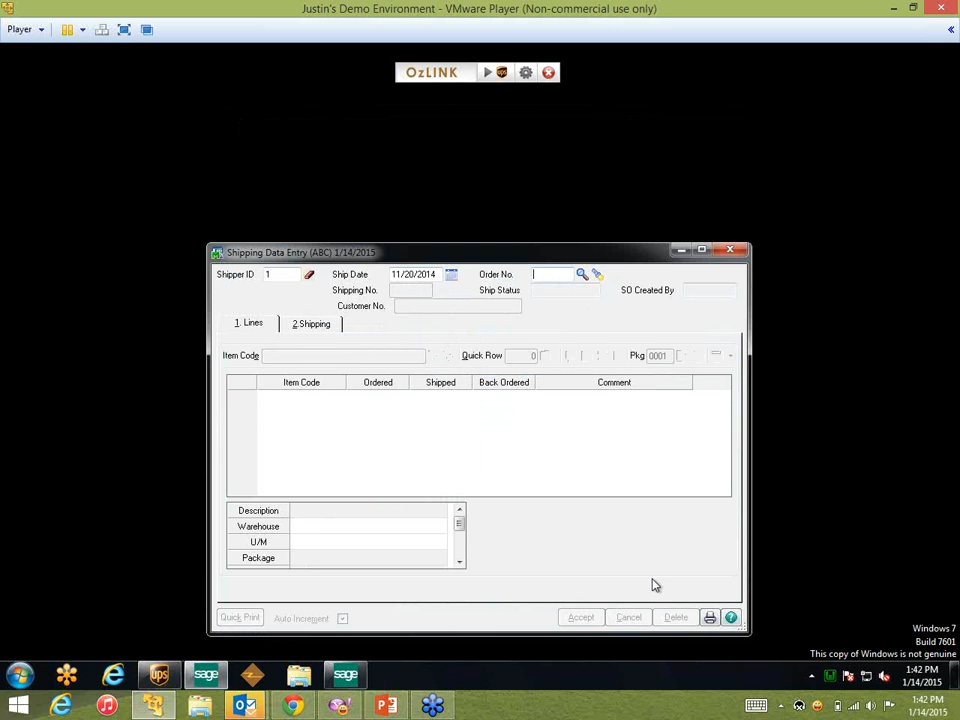 Justin's Demo Environment - VMware Player (Non-commercial use only)
Player
OzLINK
ups
Shipping Data Entry (ABC) 1/14/2015
Shipper ID 1 Ship Date 11/20/2014 Order No.
Shipping No. Ship Status SO Created By
Customer No.
1. Lines 2.Shipping
Item Code Quick Row 0 Pkg 0001
Item Code Ordered Shipped Back Ordered Comment
Description
Warehouse
U/M
Package
Quick Print Auto Increment Accept Cancel Delete
Windows 7
Build 7601
This copy of Windows is not genuine
ups sage sage
1:42 PM
1/14/2015
1:42 PM
1/14/2015